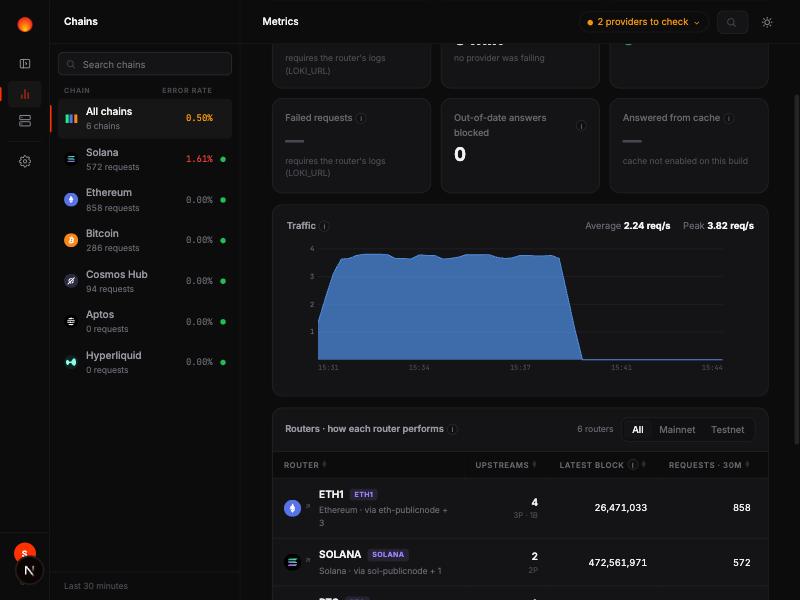 Chains
Metrics
2 providers to check
Search chains
CHAIN
ERROR RATE
All chains
6 chains
0.50%
Solana
572 requests
1.61%
Ethereum
858 requests
0.00%
Bitcoin
286 requests
0.00%
Cosmos Hub
94 requests
0.00%
Aptos
0 requests
0.00%
Hyperliquid
0 requests
0.00%
Last 30 minutes
S
N
requires the router's logs
(LOKI_URL)
no provider was failing
Failed requests
—
requires the router's logs
(LOKI_URL)
Out-of-date answers
blocked
0
Answered from cache
—
cache not enabled on this build
Traffic
Average 2.24 req/s
Peak 3.82 req/s
4
3
2
1
15:31
15:34
15:37
15:41
15:44
Routers · how each router performs
6 routers
All
Mainnet
Testnet
ROUTER
UPSTREAMS
LATEST BLOCK
REQUESTS · 30M
ETH1
ETH1
Ethereum · via eth-publicnode +
3
4
3P · 1B
26,471,033
858
SOLANA
SOLANA
Solana · via sol-publicnode + 1
2
2P
472,561,971
572